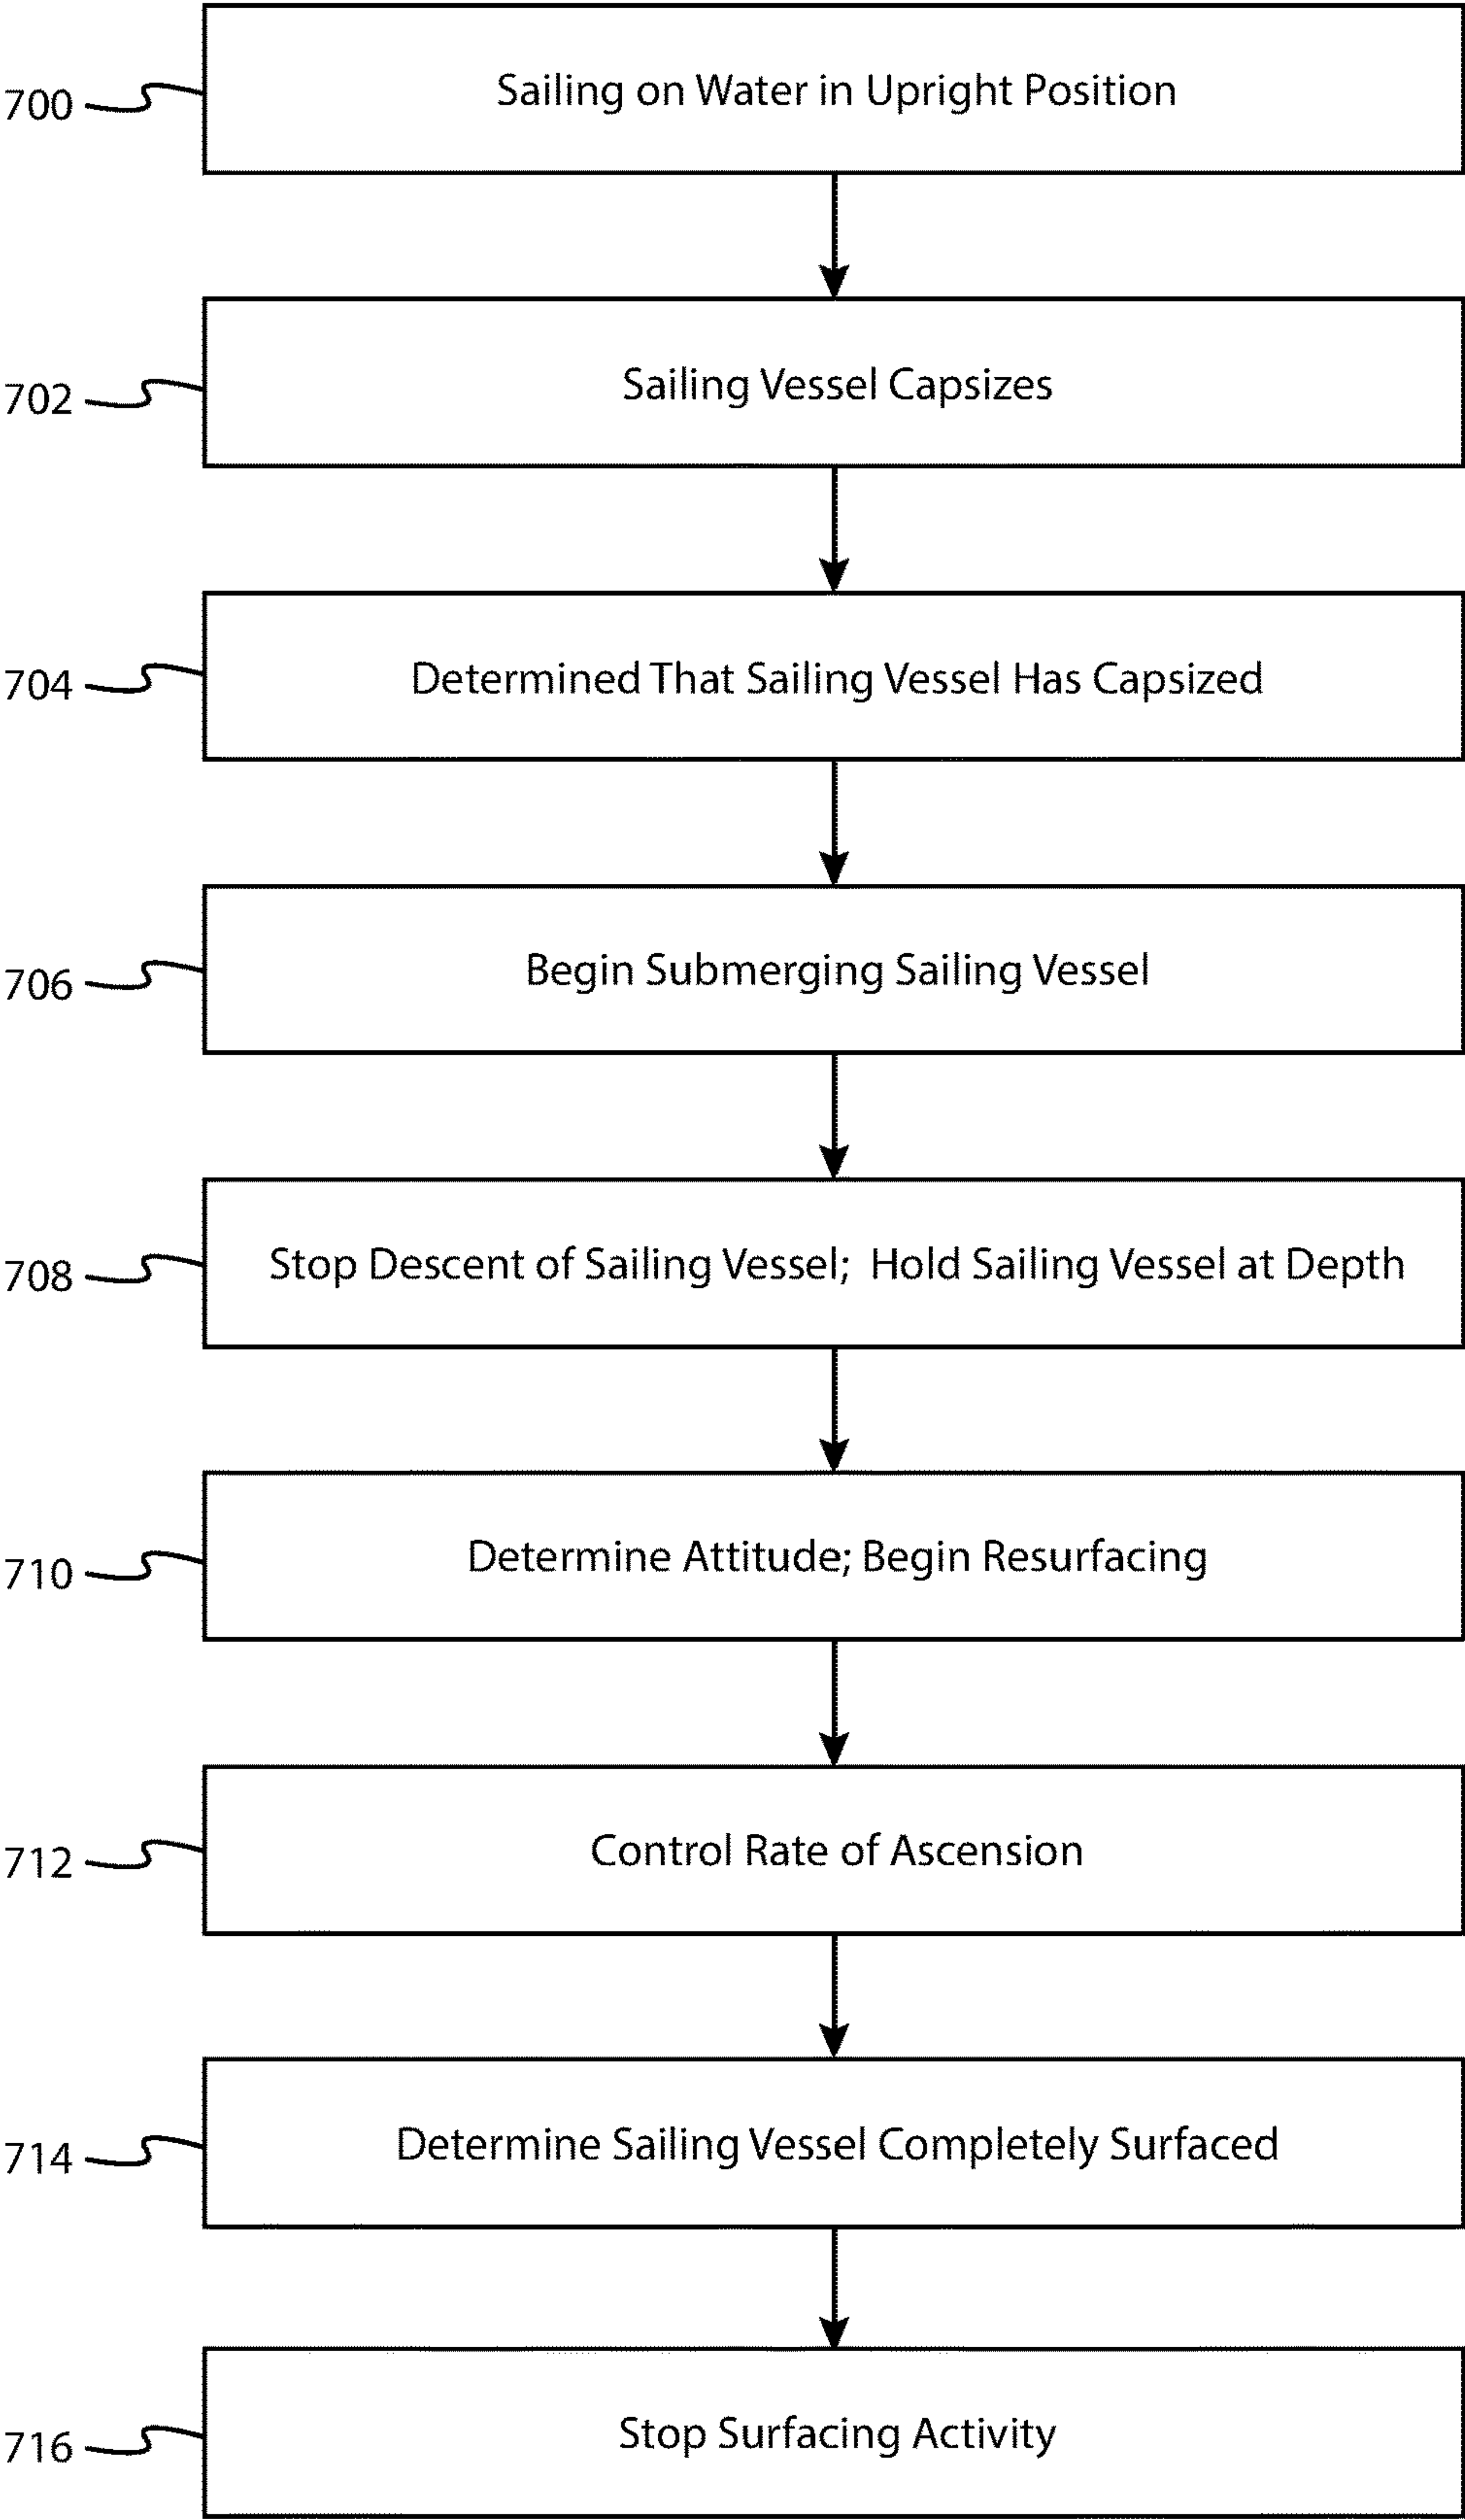 700 Sailing on Water in Upright Position
702 Sailing Vessel Capsizes
704 Determined That Sailing Vessel Has Capsized
706 Begin Submerging Sailing Vessel
708 Stop Descent of Sailing Vessel; Hold Sailing Vessel at Depth
710 Determine Attitude; Begin Resurfacing
712 Control Rate of Ascension
714 Determine Sailing Vessel Completely Surfaced
716 Stop Surfacing Activity